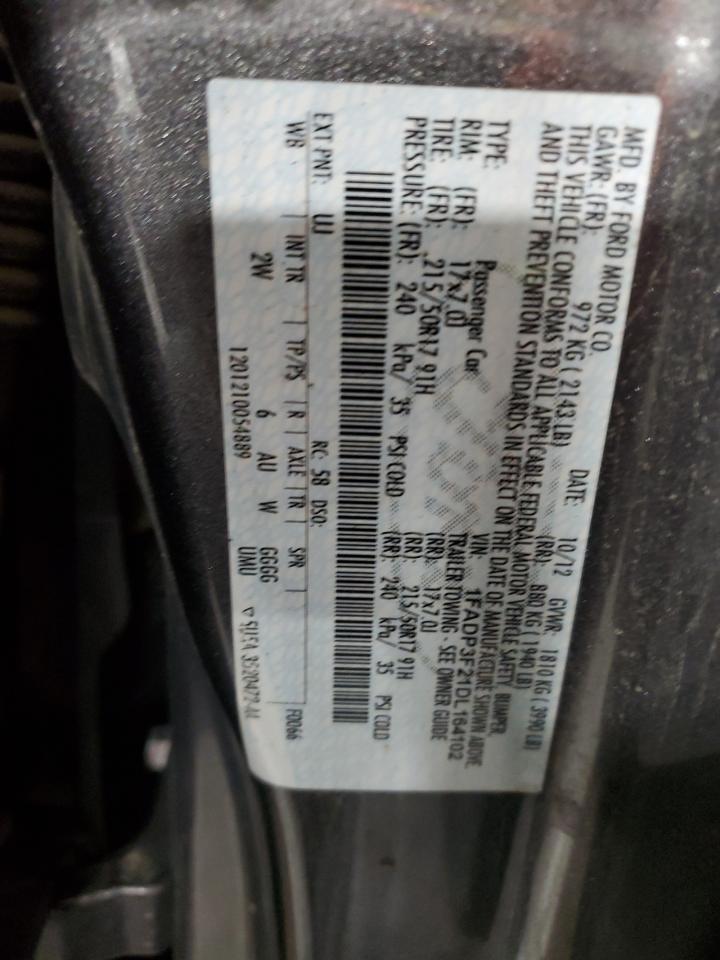 MFD. BY FORD MOTOR CO.
DATE: 10/12 GVWR: 1810 KG ( 3990 LB)
GAWR: (FR): 972 KG ( 2143 LB) (RR): 880 KG ( 1940 LB)
THIS VEHICLE CONFORMS TO ALL APPLICABLE FEDERAL MOTOR VEHICLE SAFETY, BUMPER,
AND THEFT PREVENTION STANDARDS IN EFFECT ON THE DATE OF MANUFACTURE SHOWN ABOVE.
VIN: 1FADP3F21DL164102
TYPE: Passenger Car TRAILER TOWING - SEE OWNER GUIDE
RIM: (FR): 17x7.0J (RR): 17x7.0J
TIRE: (FR): 215/50R17 91H (RR): 215/50R17 91H
PRESSURE: (FR): 240 kPa/ 35 PSI COLD (RR): 240 kPa/ 35 PSI COLD
EXT PNT: UJ RC: 58 DSO: F0066
WB | INT TR | TP/PS | R | AXLE | TR | SPR |
2W 6 AU W GGGG
1201210054889 UMU